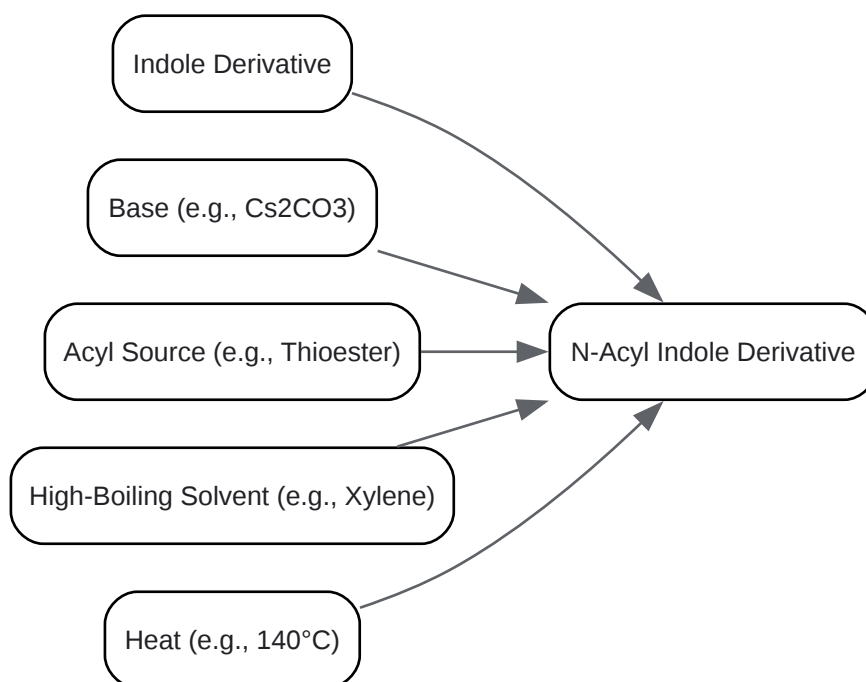 Indole Derivative
Base (e.g., Cs2CO3)
Acyl Source (e.g., Thioester)
N-Acyl Indole Derivative
High-Boiling Solvent (e.g., Xylene)
Heat (e.g., 140°C)